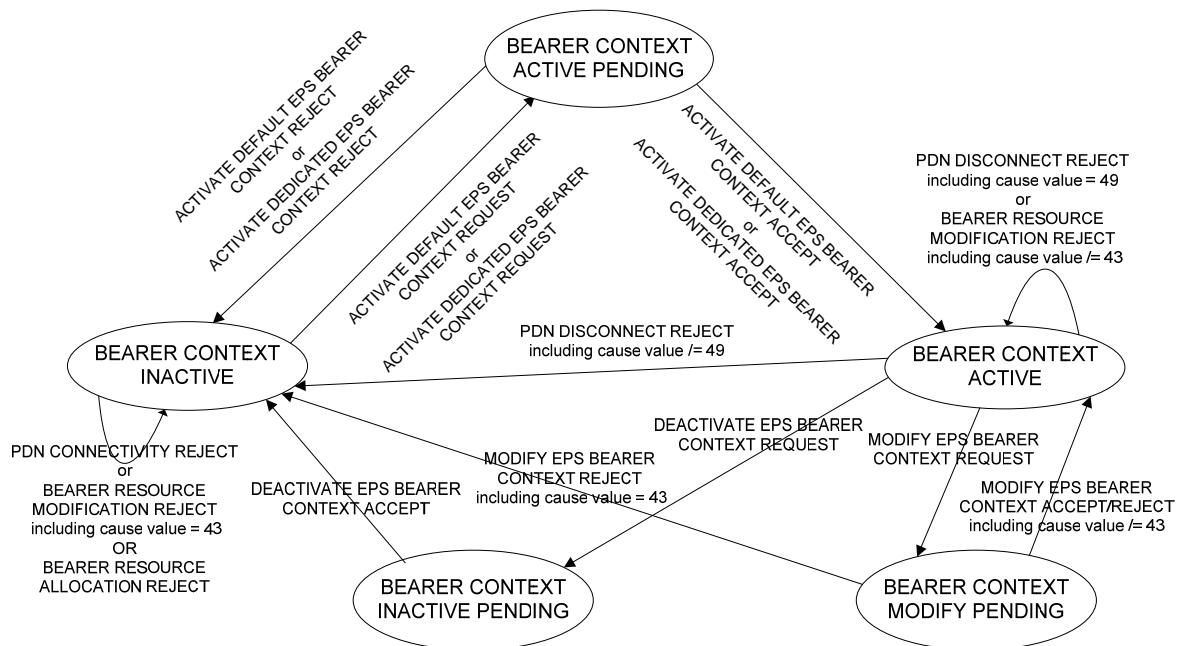 BEARER CONTEXT
ACTIVE PENDING
ACTIVATE DEFAULT EPS BEARER
CONTEXT REJECT
or
ACTIVATE DEDICATED EPS BEARER
CONTEXT REJECT
ACTIVATE DEFAULT EPS BEARER
CONTEXT REQUEST
or
ACTIVATE DEDICATED EPS BEARER
CONTEXT REQUEST
ACTIVATE DEFAULT EPS BEARER
CONTEXT ACCEPT
or
ACTIVATE DEDICATED EPS BEARER
CONTEXT ACCEPT
PDN DISCONNECT REJECT
including cause value = 49
or
BEARER RESOURCE
MODIFICATION REJECT
including cause value /= 43
BEARER CONTEXT
INACTIVE
PDN DISCONNECT REJECT
including cause value /= 49
BEARER CONTEXT
ACTIVE
PDN CONNECTIVITY REJECT
or
BEARER RESOURCE
MODIFICATION REJECT
including cause value = 43
OR
BEARER RESOURCE
ALLOCATION REJECT
DEACTIVATE EPS BEARER
CONTEXT ACCEPT
MODIFY EPS BEARER
CONTEXT REJECT
including cause value = 43
DEACTIVATE EPS BEARER
CONTEXT REQUEST
MODIFY EPS BEARER
CONTEXT REQUEST
MODIFY EPS BEARER
CONTEXT ACCEPT/REJECT
including cause value /= 43
BEARER CONTEXT
INACTIVE PENDING
BEARER CONTEXT
MODIFY PENDING